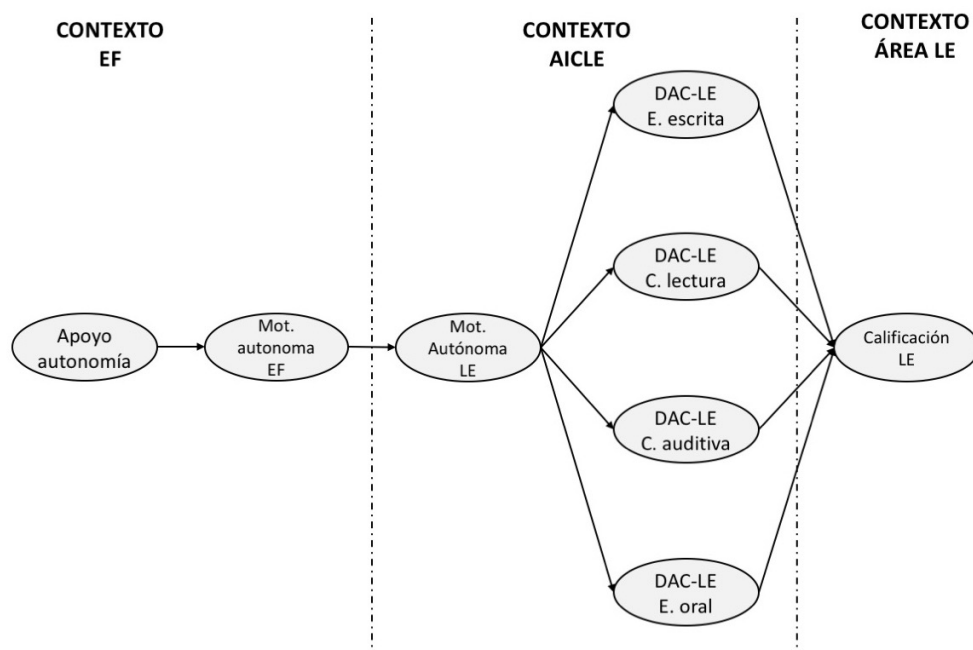 CONTEXTO
EF
CONTEXTO
AICLE
CONTEXTO
ÁREA LE
DAC-LE
E. escrita
DAC-LE
C. lectura
Apoyo
autonomía
Mot.
autonoma
EF
Mot.
Autónoma
LE
Calificación
LE
DAC-LE
C. auditiva
DAC-LE
E. oral